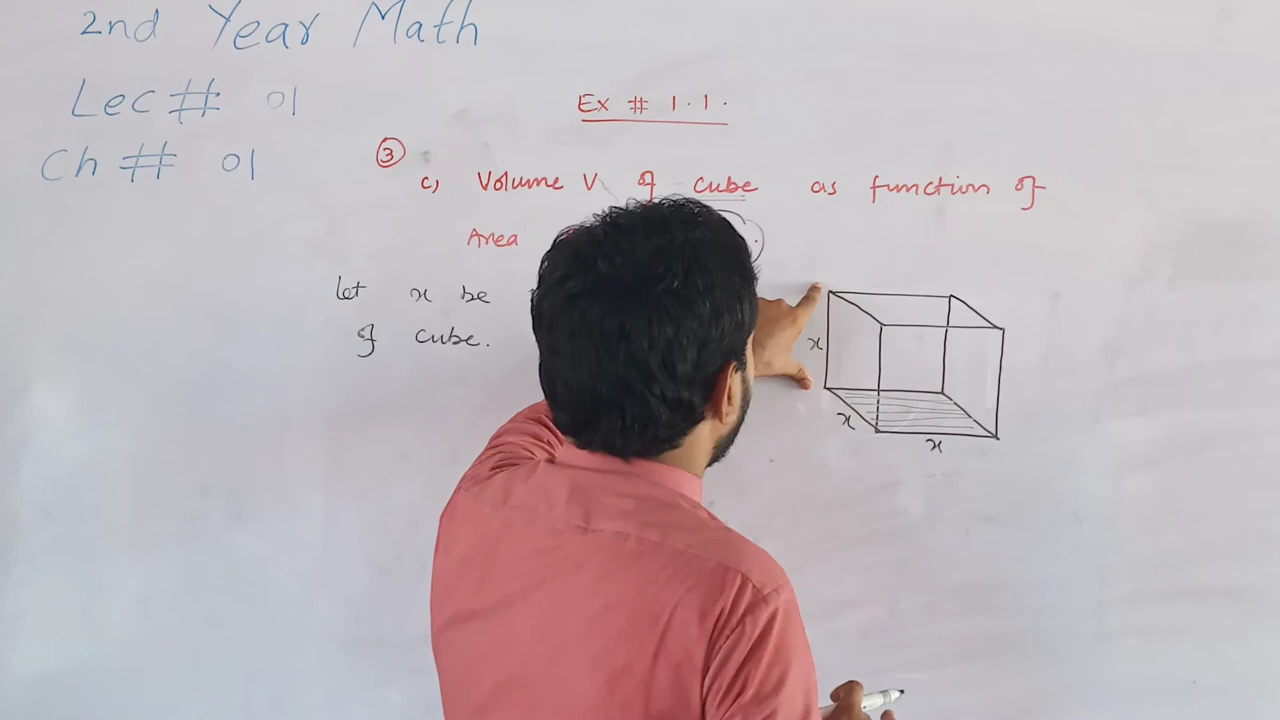 2nd Year Math
Lec # 01
Ch # 01
Ex # 1.1.
③
c, Volume V of cube as function of
Area
let x be
of cube.
x
x
x